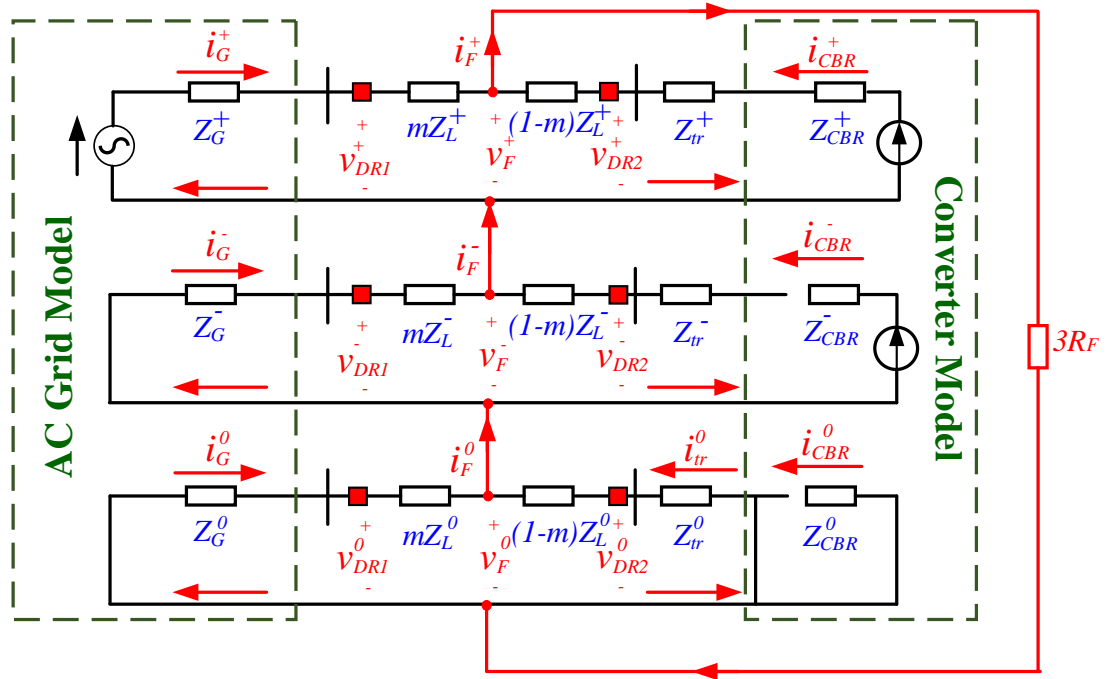 AC Grid Model
i_G^+
i_F^+
i_CBR^+
Z_G^+
mZ_L^+
(1-m)Z_L^+
Z_tr^+
Z_CBR^+
+
+
+
v_DR1^+
v_F^+
v_DR2^+
-
-
-
i_G^-
i_F^-
i_CBR^-
Z_G^-
mZ_L^-
(1-m)Z_L^-
Z_tr^-
Z_CBR^-
+
+
+
v_DR1^-
v_F^-
v_DR2^-
-
-
-
3R_F
i_G^0
i_F^0
i_tr^0
i_CBR^0
Z_G^0
mZ_L^0
(1-m)Z_L^0
Z_tr^0
Z_CBR^0
+
+
+
v_DR1^0
v_F^0
v_DR2^0
-
-
-
Converter Model